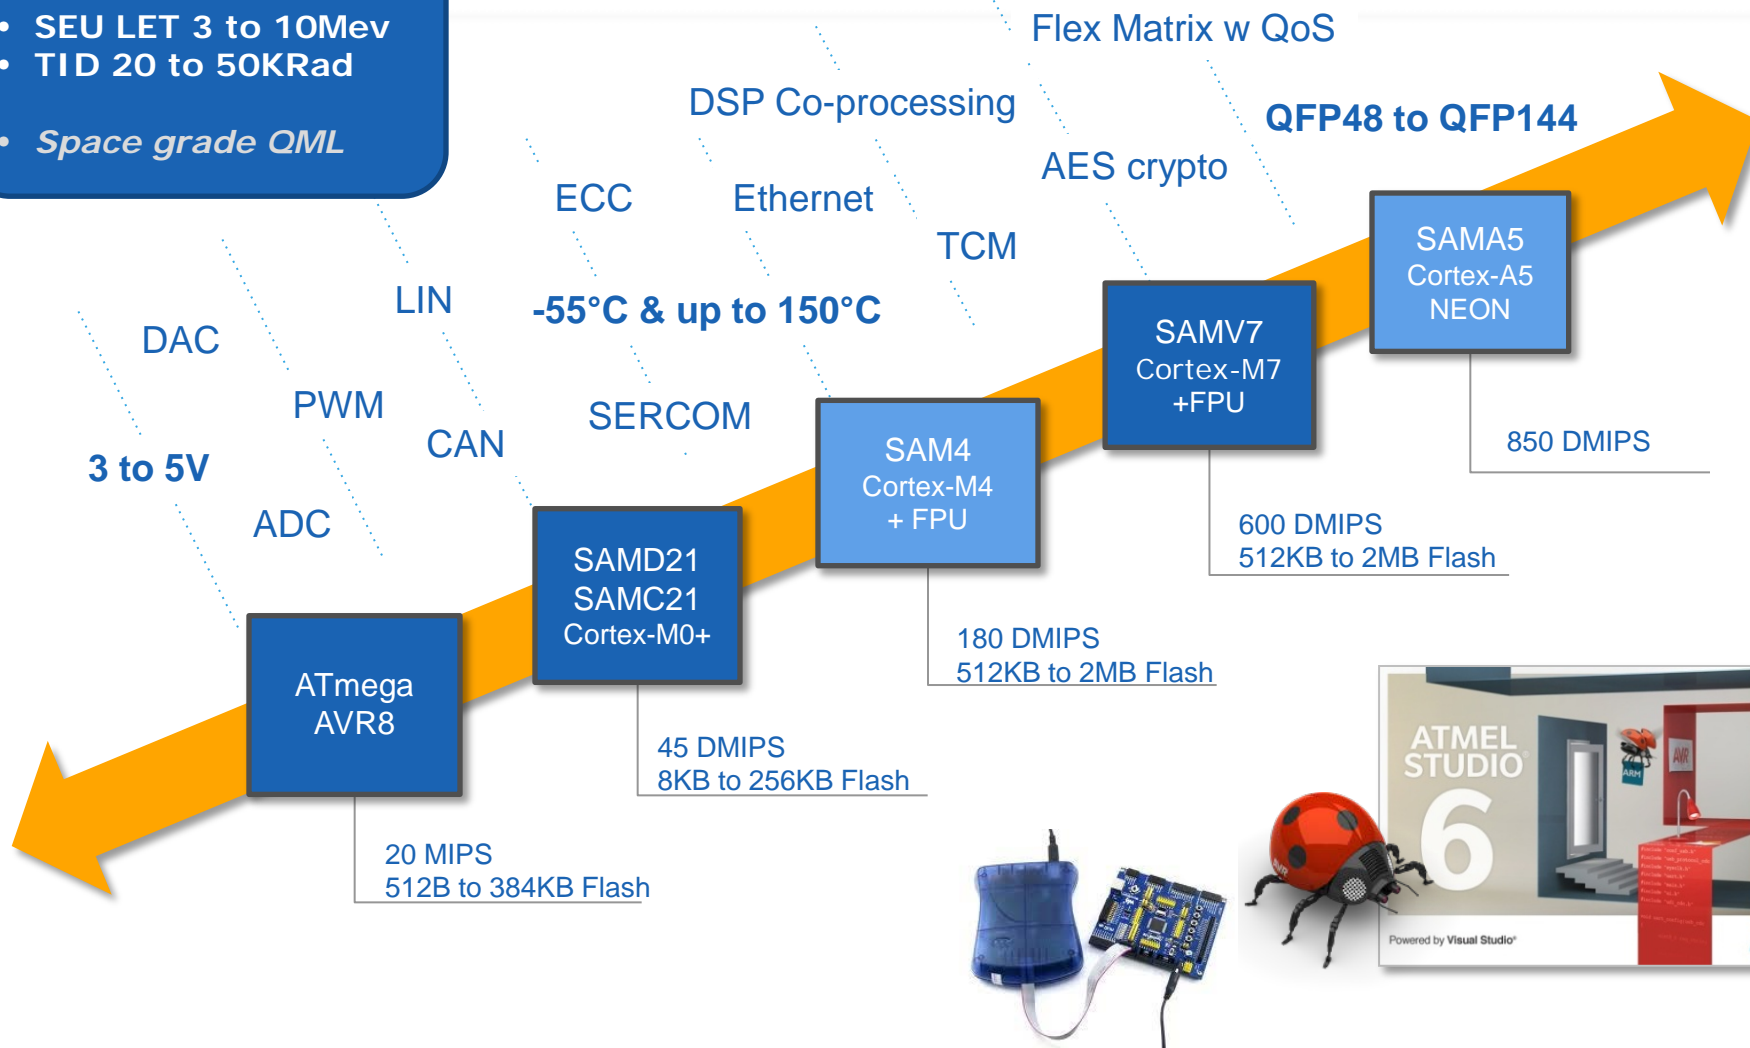 • SEU LET 3 to 10Mev
• TID 20 to 50KRad
• Space grade QML
Flex Matrix w QoS
DSP Co-processing
QFP48 to QFP144
AES crypto
ECC
Ethernet
TCM
LIN
-55°C & up to 150°C
DAC
PWM
SERCOM
CAN
3 to 5V
ADC
SAMA5
Cortex-A5
NEON
850 DMIPS
SAMV7
Cortex-M7
+FPU
600 DMIPS
512KB to 2MB Flash
SAM4
Cortex-M4
+ FPU
180 DMIPS
512KB to 2MB Flash
SAMD21
SAMC21
Cortex-M0+
45 DMIPS
8KB to 256KB Flash
ATmega
AVR8
20 MIPS
512B to 384KB Flash
ATMEL
STUDIO®
6
AVR
ARM
AVR
Powered by Visual Studio®